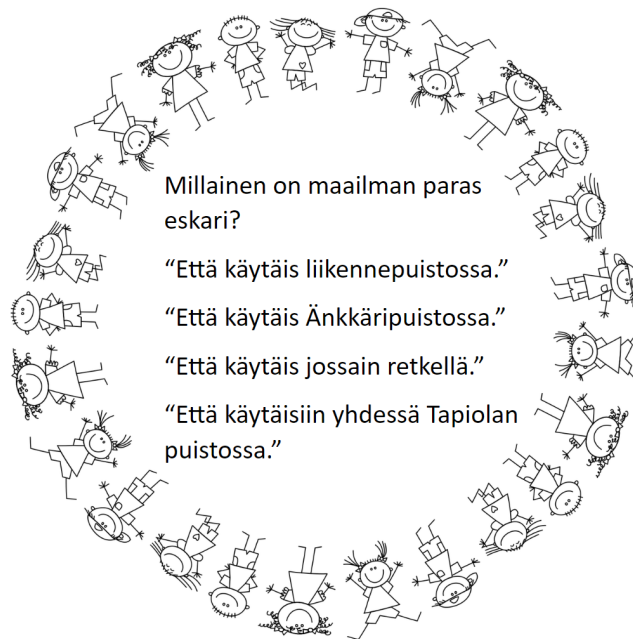 Millainen on maailman paras
eskari?
“Että käytäis liikennepuistossa.”
“Että käytäis Änkkäripuistossa.”
“Että käytäis jossain retkellä.”
“Että käytäisiin yhdessä Tapiolan
puistossa.”